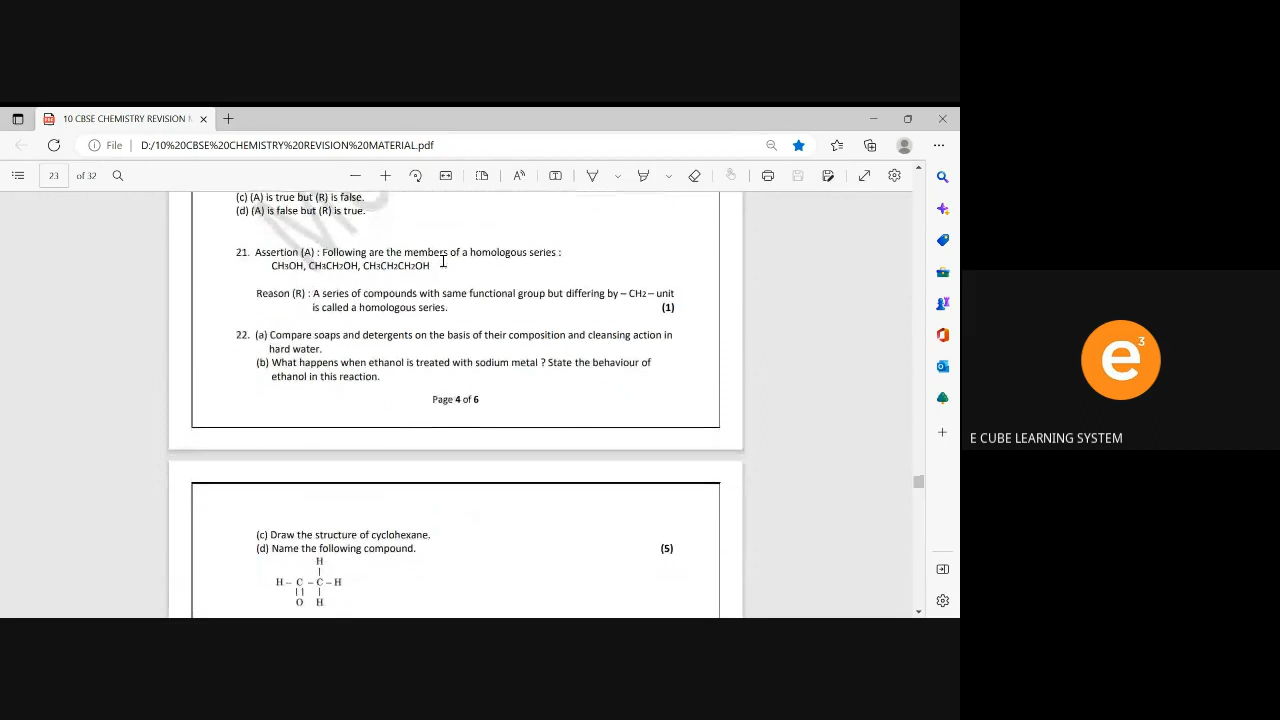 10 CBSE CHEMISTRY REVISION M
File D:/10%20CBSE%20CHEMISTRY%20REVISION%20MATERIAL.pdf
23 of 32
(c) (A) is true but (R) is false.
(d) (A) is false but (R) is true.
21. Assertion (A) : Following are the members of a homologous series :
CH3OH, CH3CH2OH, CH3CH2CH2OH
Reason (R) : A series of compounds with same functional group but differing by – CH2 – unit
is called a homologous series. (1)
22. (a) Compare soaps and detergents on the basis of their composition and cleansing action in
hard water.
(b) What happens when ethanol is treated with sodium metal ? State the behaviour of
ethanol in this reaction.
Page 4 of 6
(c) Draw the structure of cyclohexane.
(d) Name the following compound. (5)
H
H – C – C – H
O H
e3
E CUBE LEARNING SYSTEM